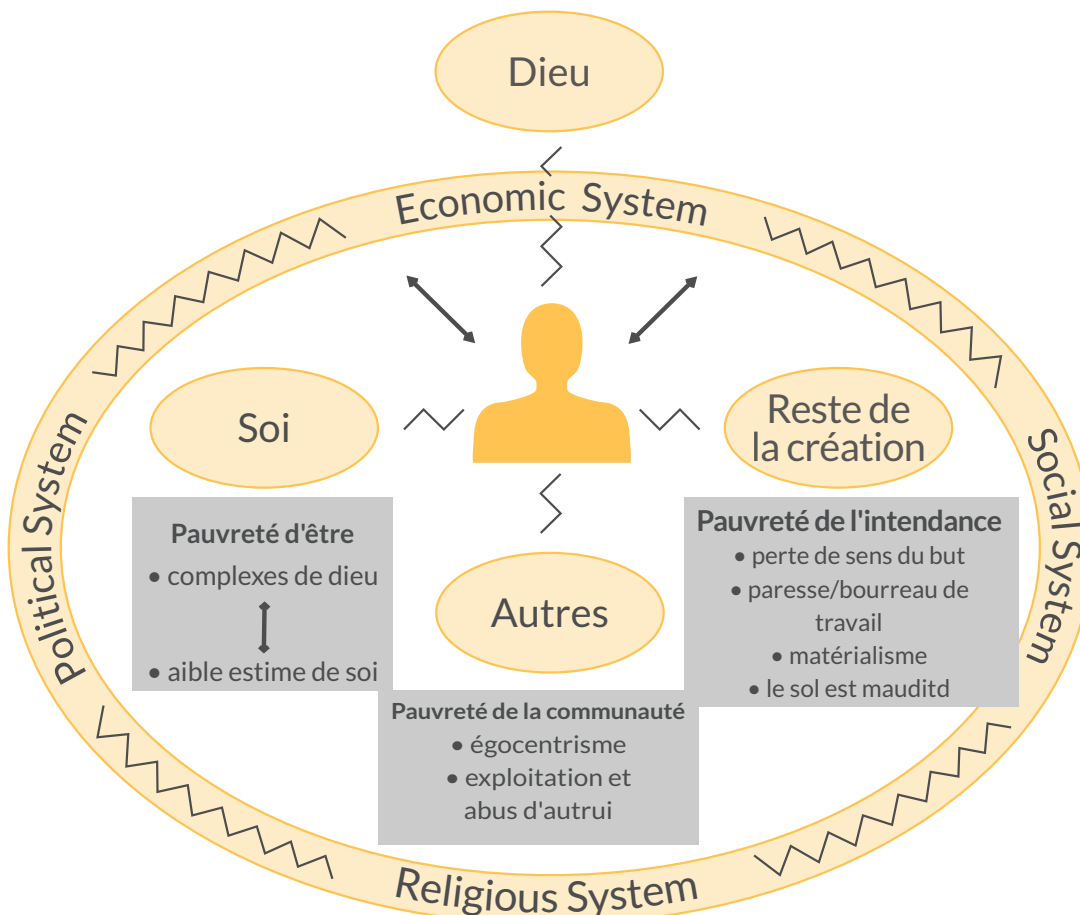 Dieu
Economic System
Political System
Social System
Soi
Reste de
la création
Pauvreté d'être
• complexes de dieu
• aible estime de soi
Autres
Pauvreté de l'intendance
• perte de sens du but
• paresse/bourreau de
travail
• matérialisme
• le sol est mauditd
Pauvreté de la communauté
• égocentrisme
• exploitation et
abus d'autrui
Religious System